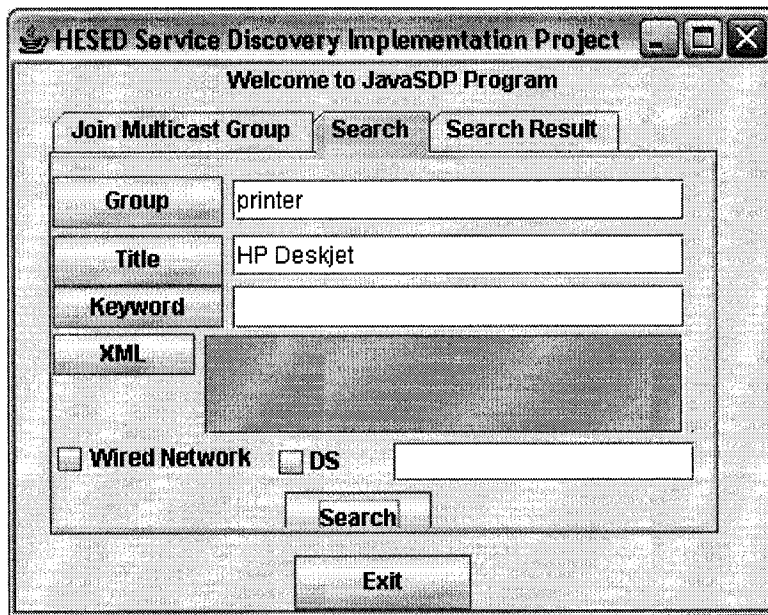 HESED Service Discovery Implementation Project
Welcome to JavaSDP Program
Join Multicast Group Search Search Result
Group printer
Title HP Deskjet
Keyword
XML
Wired Network DS
Search
Exit